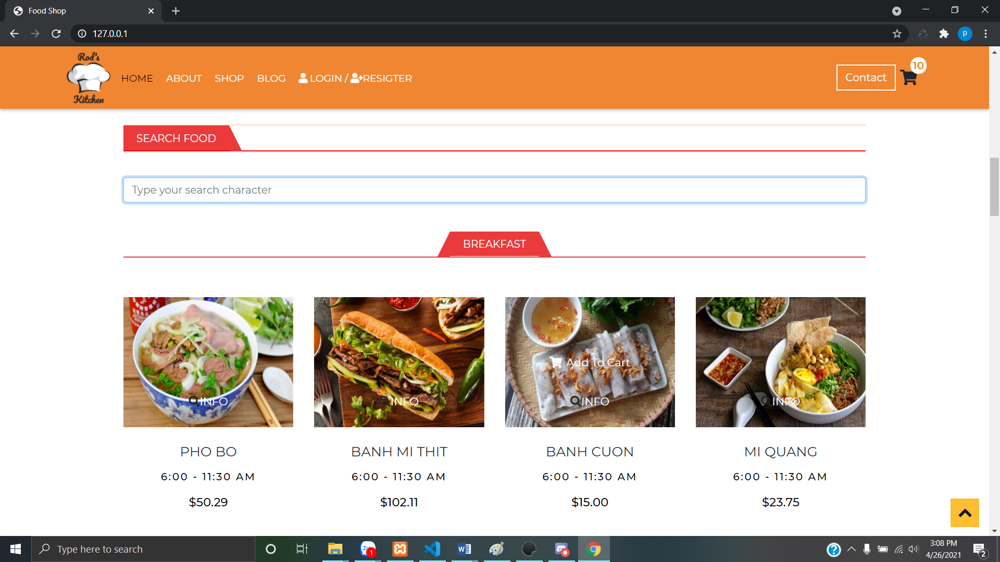 Food Shop
127.0.0.1
p
Rod's
Kitchen
HOME
ABOUT
SHOP
BLOG
LOGIN /
RESIGTER
Contact
10
SEARCH FOOD
Type your search character
BREAKFAST
INFO
INFO
Add To Cart
INFO
INFO
PHO BO
BANH MI THIT
BANH CUON
MI QUANG
6:00 - 11:30 AM
6:00 - 11:30 AM
6:00 - 11:30 AM
6:00 - 11:30 AM
$50.29
$102.11
$15.00
$23.75
Type here to search
1
3:08 PM
4/26/2021
2